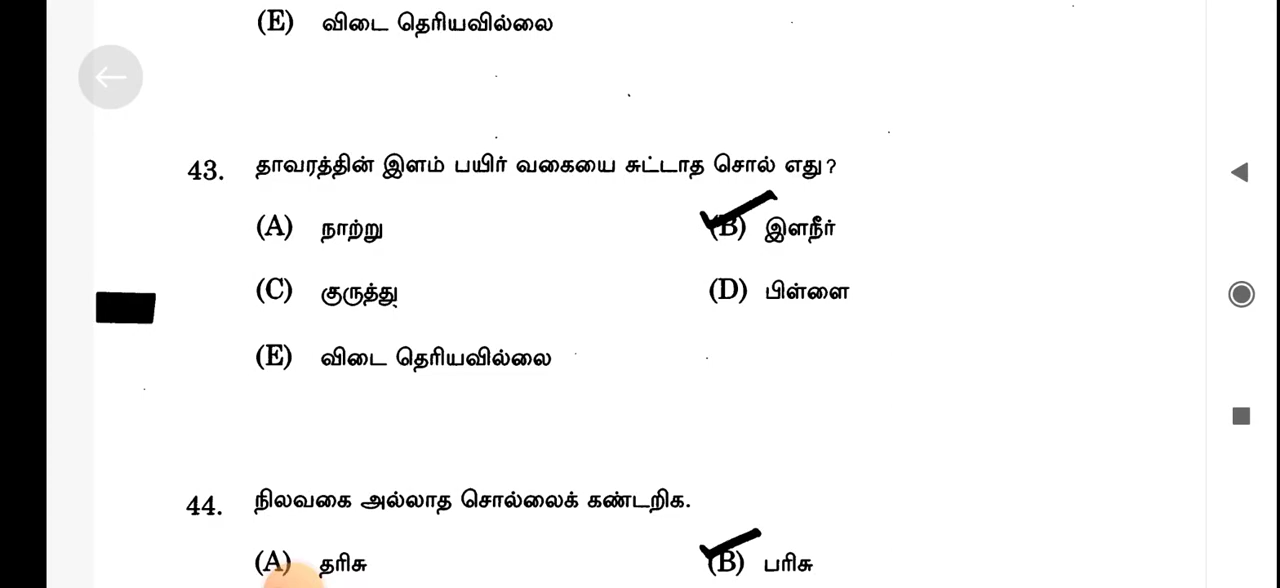 (E) விடை தெரியவில்லை
43. தாவரத்தின் இளம் பயிர் வகையை சுட்டாத சொல் எது?
(A) நாற்று (B) இளநீர்
(C) குருத்து (D) பிள்ளை
(E) விடை தெரியவில்லை
44. நிலவகை அல்லாத சொல்லைக் கண்டறிக.
(A) தரிசு (B) பரிசு